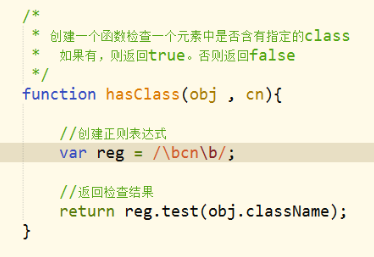 /*
 * 创建一个函数检查一个元素中是否含有指定的class
 *  如果有，则返回true。否则返回false
 */
function hasClass(obj , cn){
//创建正则表达式
var reg = /\bcn\b/;
//返回检查结果
return reg.test(obj.className);
}